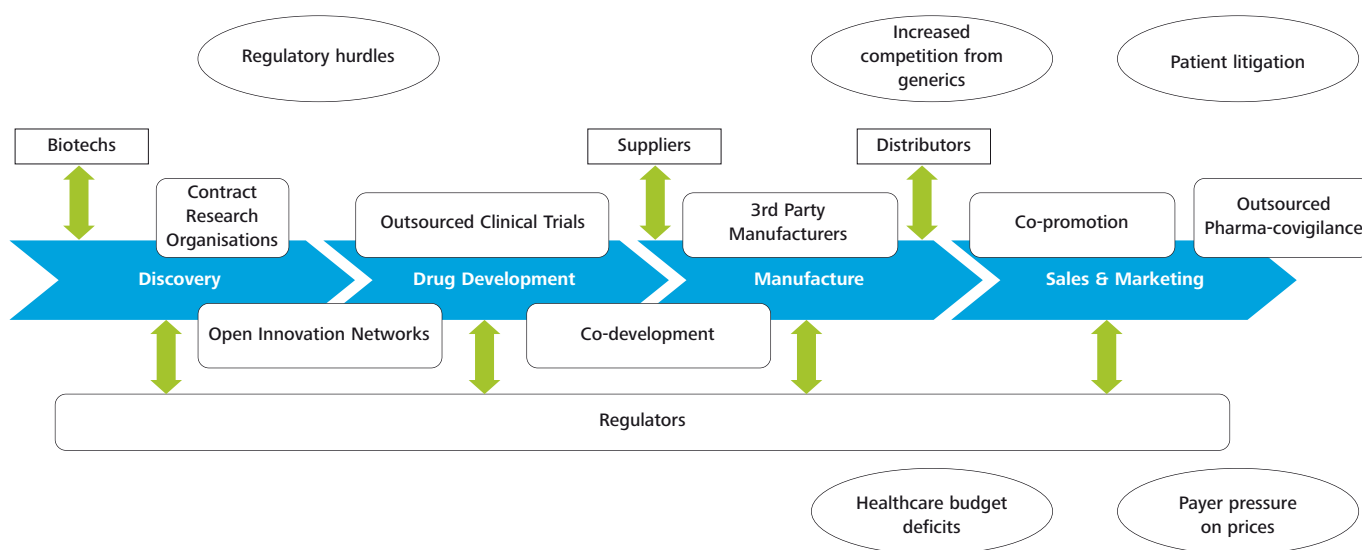 Regulatory hurdles
Increased
competition from
generics
Patient litigation
Biotechs
Suppliers
Distributors
Contract
Research
Organisations
Outsourced Clinical Trials
3rd Party
Manufacturers
Co-promotion
Outsourced
Pharma-covigilance
Discovery
Drug Development
Manufacture
Sales & Marketing
Open Innovation Networks
Co-development
Regulators
Healthcare budget
deficits
Payer pressure
on prices